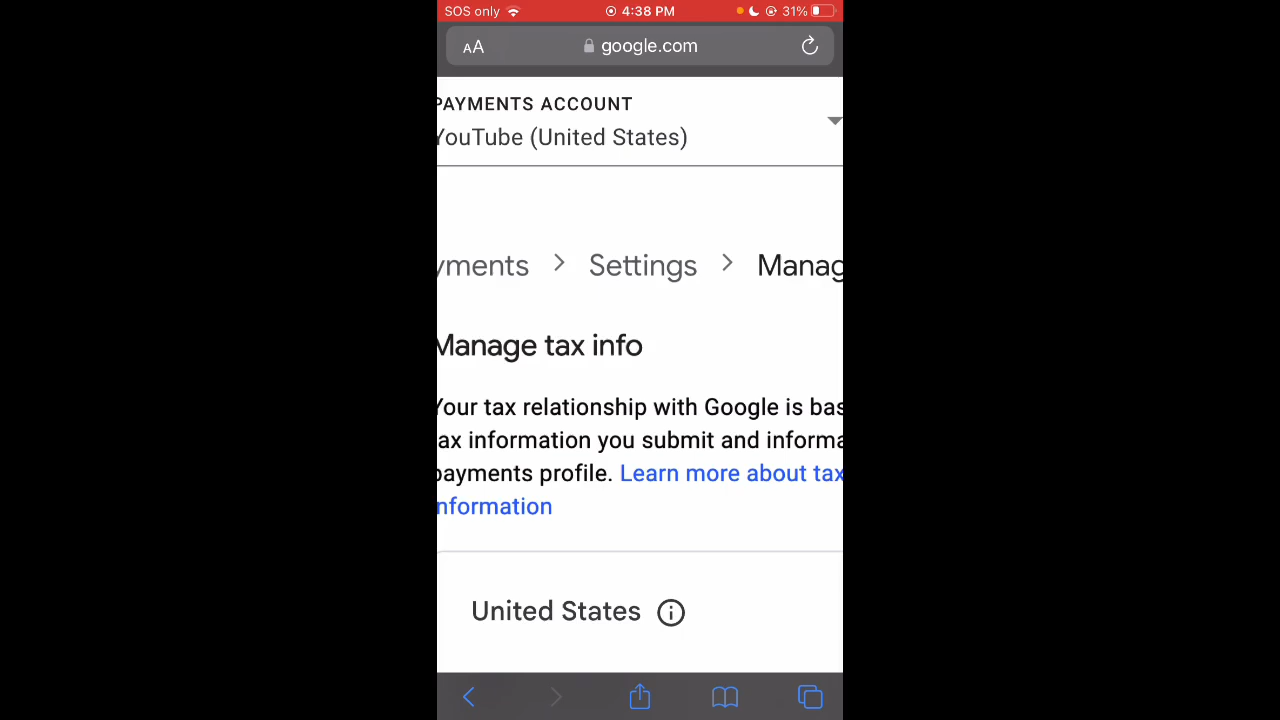 SOS only 4:38 PM 31%
AA google.com
PAYMENTS ACCOUNT
YouTube (United States)
yments > Settings > Manag
Manage tax info
Your tax relationship with Google is bas
tax information you submit and informa
payments profile. Learn more about tax
nformation
United States